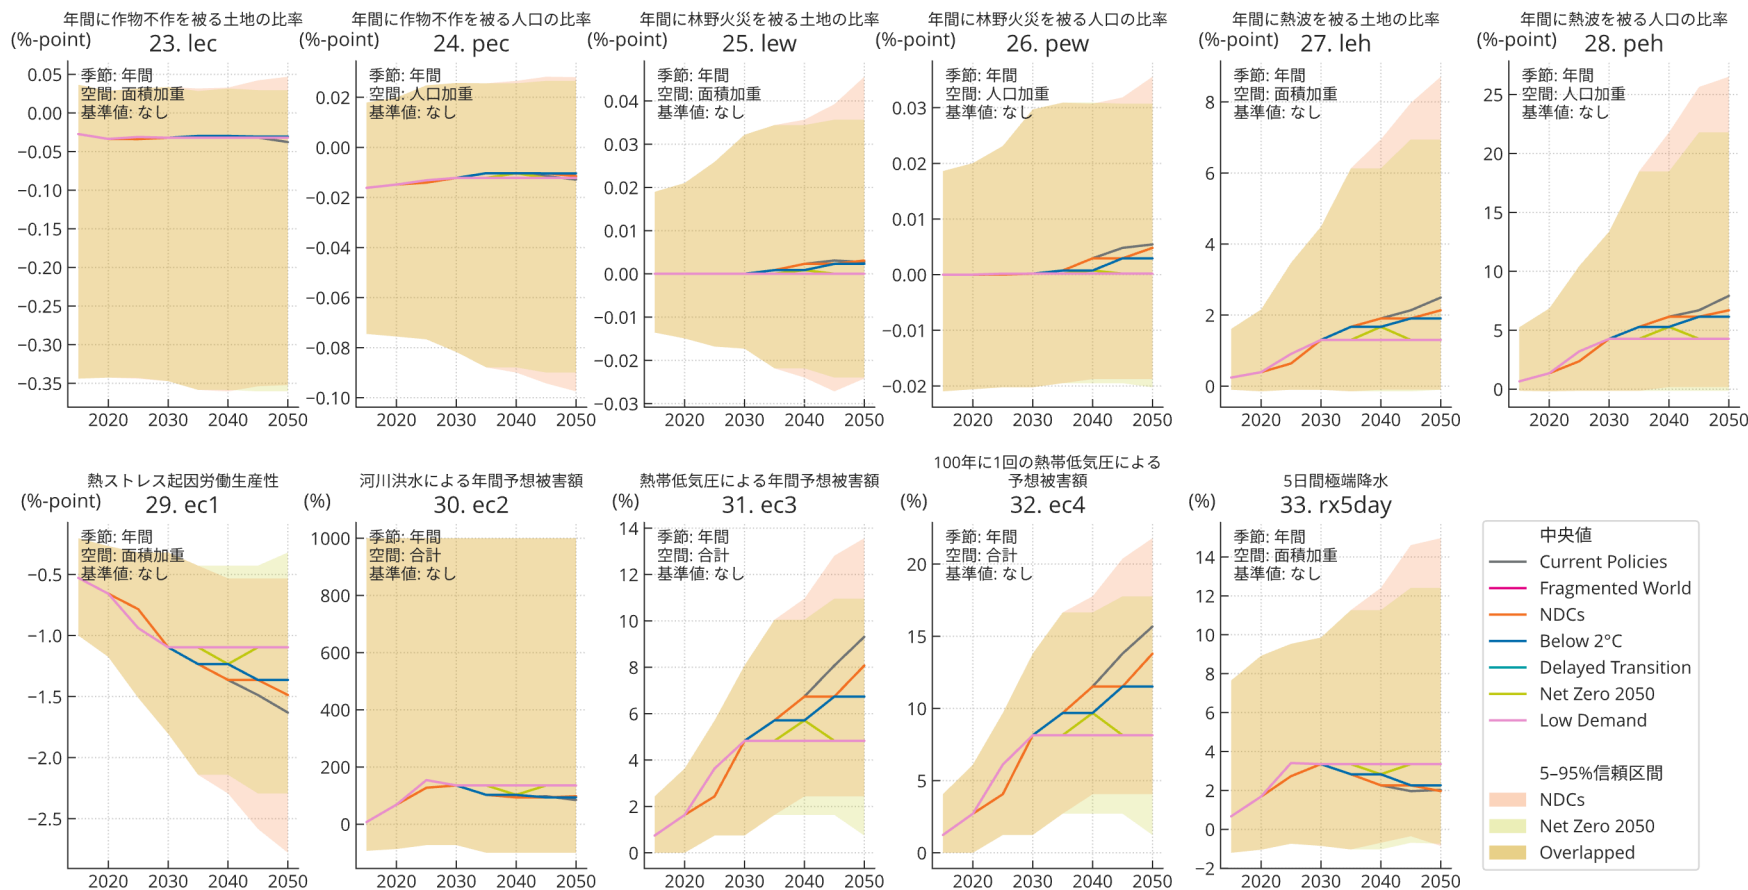 年間に作物不作を被る土地の比率
(%-point)
23. lec
季節: 年間
空間: 面積加重
基準値: なし
0.05
0.00
−0.05
−0.10
−0.15
−0.20
−0.25
−0.30
−0.35
2020
2030
2040
2050
年間に作物不作を被る人口の比率
(%-point)
24. pec
季節: 年間
空間: 人口加重
基準値: なし
0.02
0.00
−0.02
−0.04
−0.06
−0.08
−0.10
2020
2030
2040
2050
年間に林野火災を被る土地の比率
(%-point)
25. lew
季節: 年間
空間: 面積加重
基準値: なし
0.04
0.03
0.02
0.01
0.00
−0.01
−0.02
−0.03
2020
2030
2040
2050
年間に林野火災を被る人口の比率
(%-point)
26. pew
季節: 年間
空間: 人口加重
基準値: なし
0.03
0.02
0.01
0.00
−0.01
−0.02
2020
2030
2040
2050
年間に熱波を被る土地の比率
(%-point)
27. leh
季節: 年間
空間: 面積加重
基準値: なし
8
6
4
2
0
2020
2030
2040
2050
年間に熱波を被る人口の比率
(%-point)
28. peh
季節: 年間
空間: 人口加重
基準値: なし
25
20
15
10
5
0
2020
2030
2040
2050
熱ストレス起因労働生産性
(%-point)
29. ec1
季節: 年間
空間: 面積加重
基準値: なし
−0.5
−1.0
−1.5
−2.0
−2.5
2020
2030
2040
2050
河川洪水による年間予想被害額
(%)
30. ec2
季節: 年間
空間: 合計
基準値: なし
1000
800
600
400
200
0
2020
2030
2040
2050
熱帯低気圧による年間予想被害額
(%)
31. ec3
季節: 年間
空間: 合計
基準値: なし
14
12
10
8
6
4
2
0
2020
2030
2040
2050
100年に1回の熱帯低気圧による
予想被害額
(%)
32. ec4
季節: 年間
空間: 合計
基準値: なし
20
15
10
5
0
2020
2030
2040
2050
5日間極端降水
(%)
33. rx5day
季節: 年間
空間: 面積加重
基準値: なし
14
12
10
8
6
4
2
0
−2
2020
2030
2040
2050
中央値
Current Policies
Fragmented World
NDCs
Below 2°C
Delayed Transition
Net Zero 2050
Low Demand
5–95%信頼区間
NDCs
Net Zero 2050
Overlapped